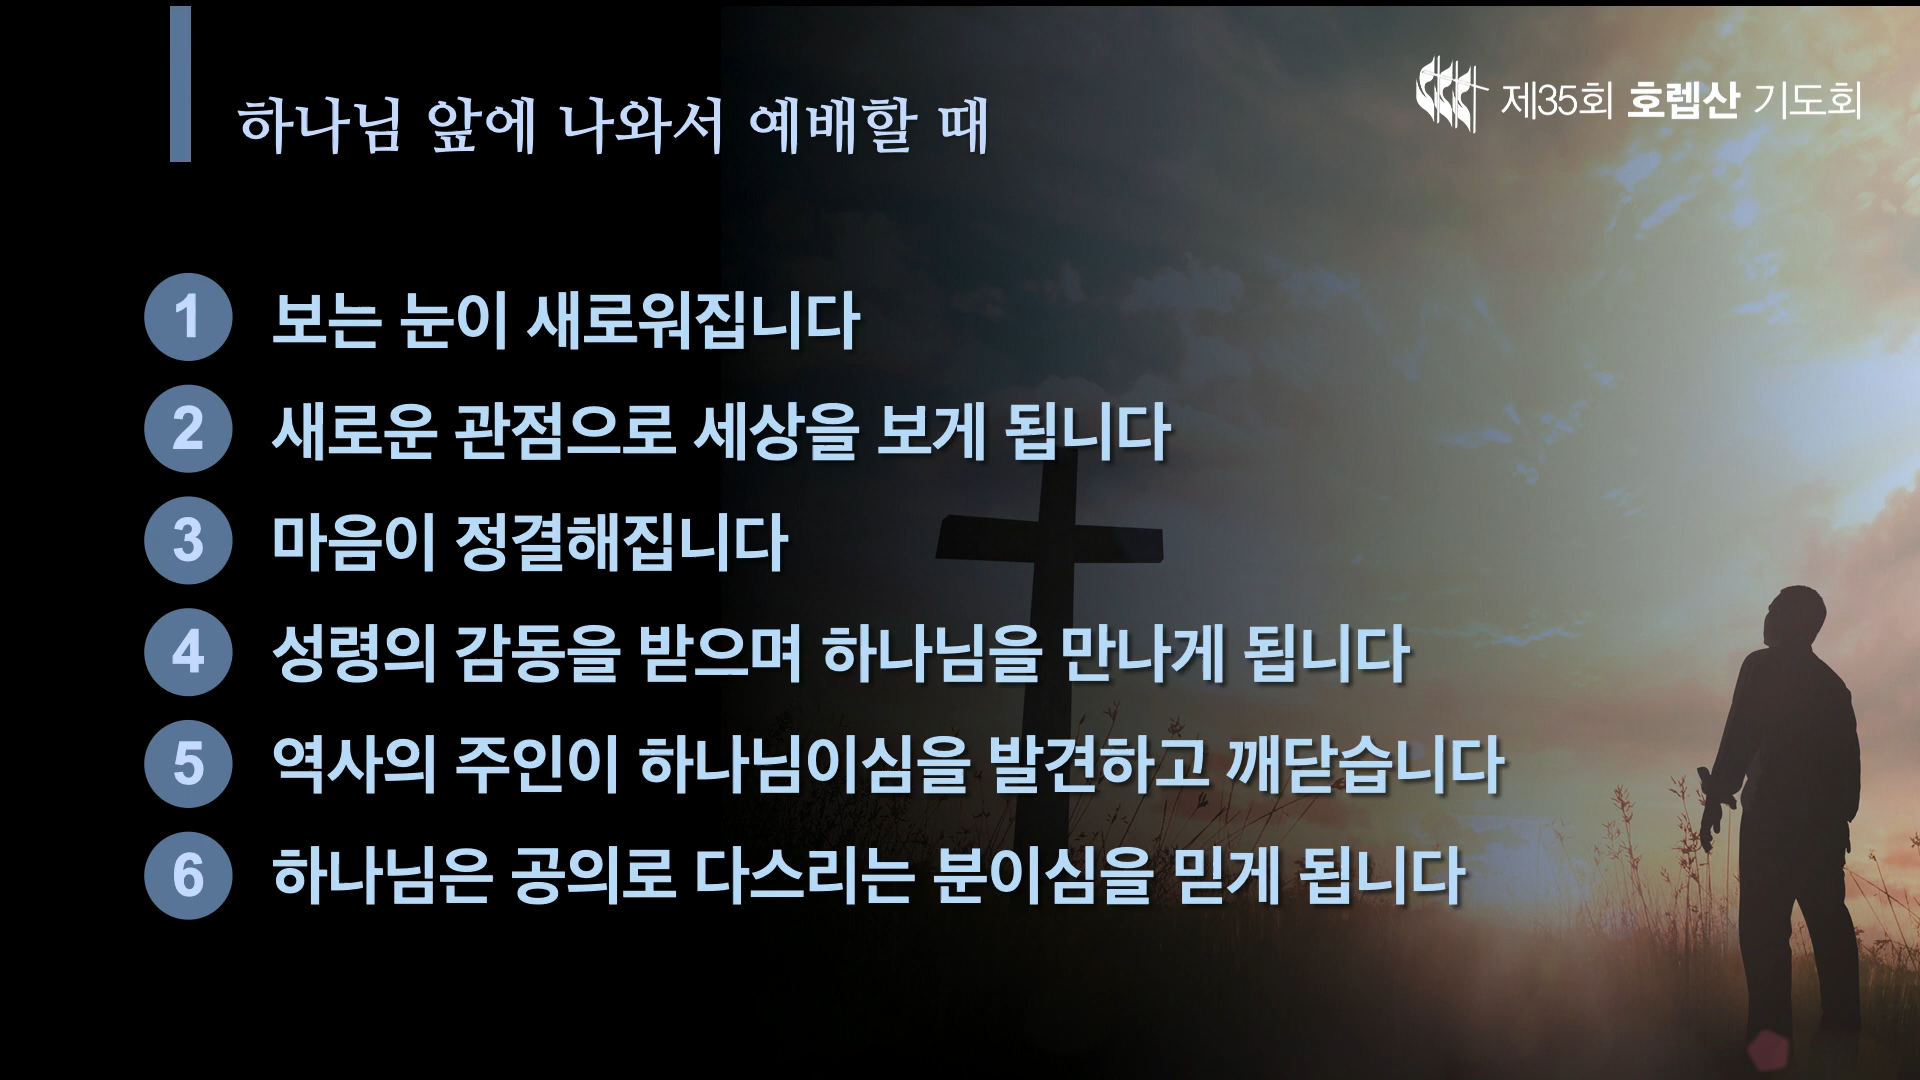 하나님 앞에 나와서 예배할 때
제35회 호렙산 기도회
1 보는 눈이 새로워집니다
2 새로운 관점으로 세상을 보게 됩니다
3 마음이 정결해집니다
4 성령의 감동을 받으며 하나님을 만나게 됩니다
5 역사의 주인이 하나님이심을 발견하고 깨닫습니다
6 하나님은 공의로 다스리는 분이심을 믿게 됩니다